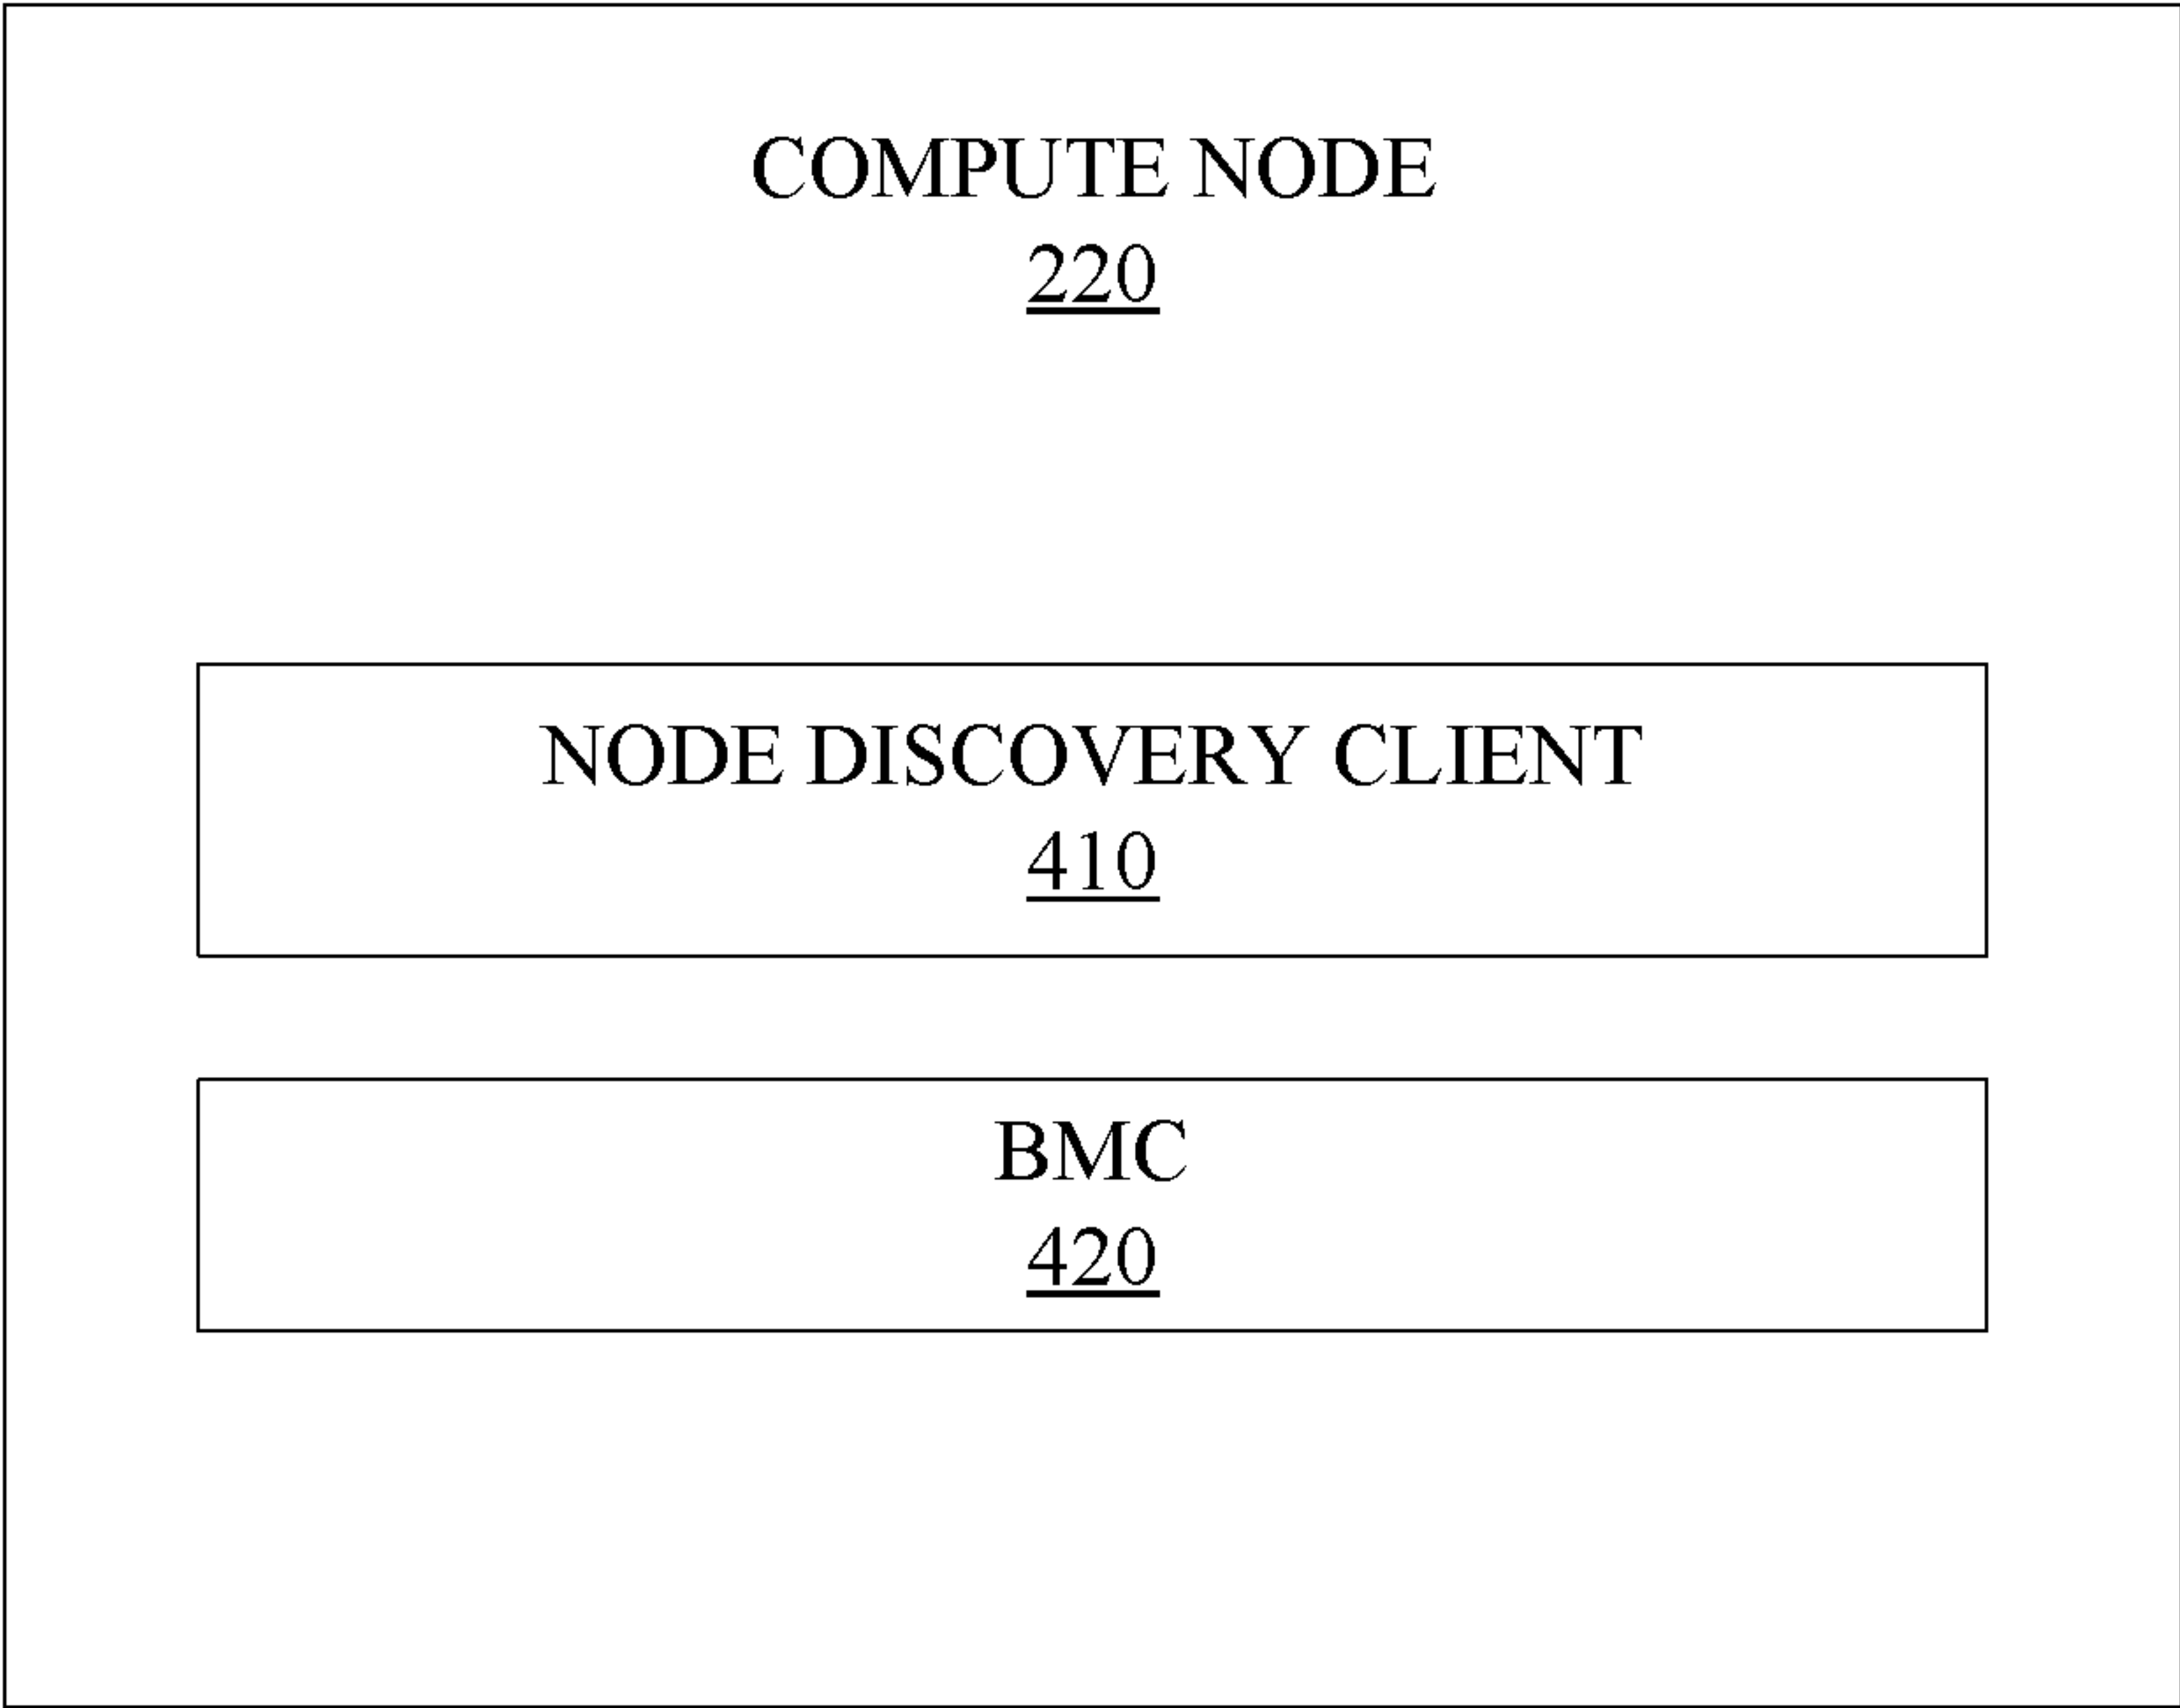 COMPUTE NODE
220
NODE DISCOVERY CLIENT
410
BMC
420